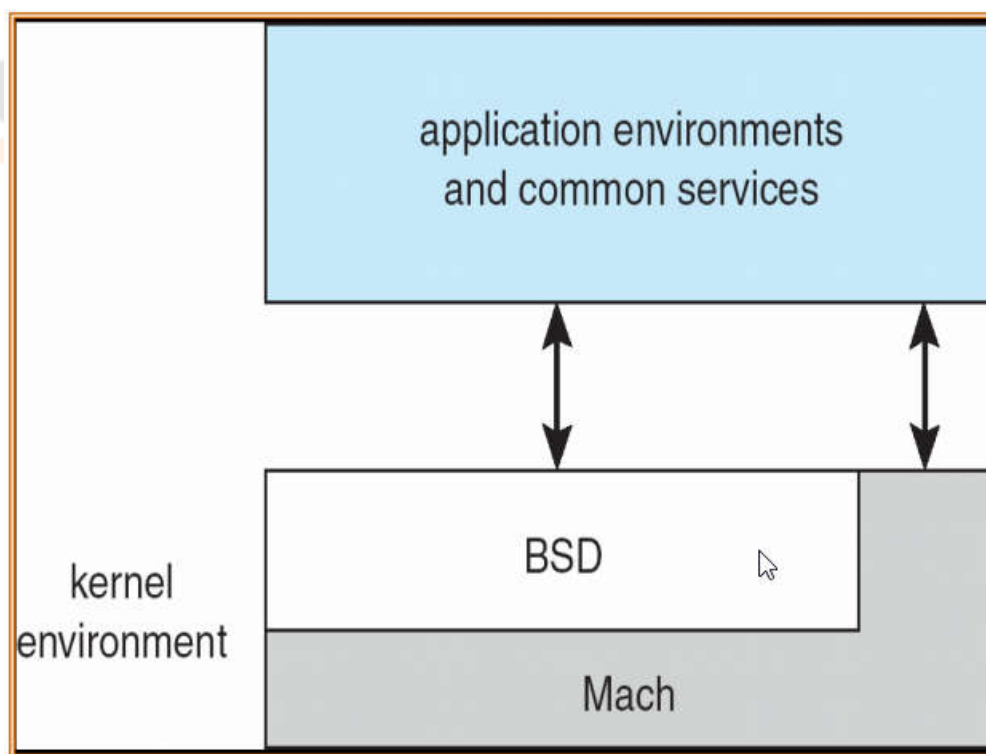 application environments
and common services
BSD
kernel
environment
Mach